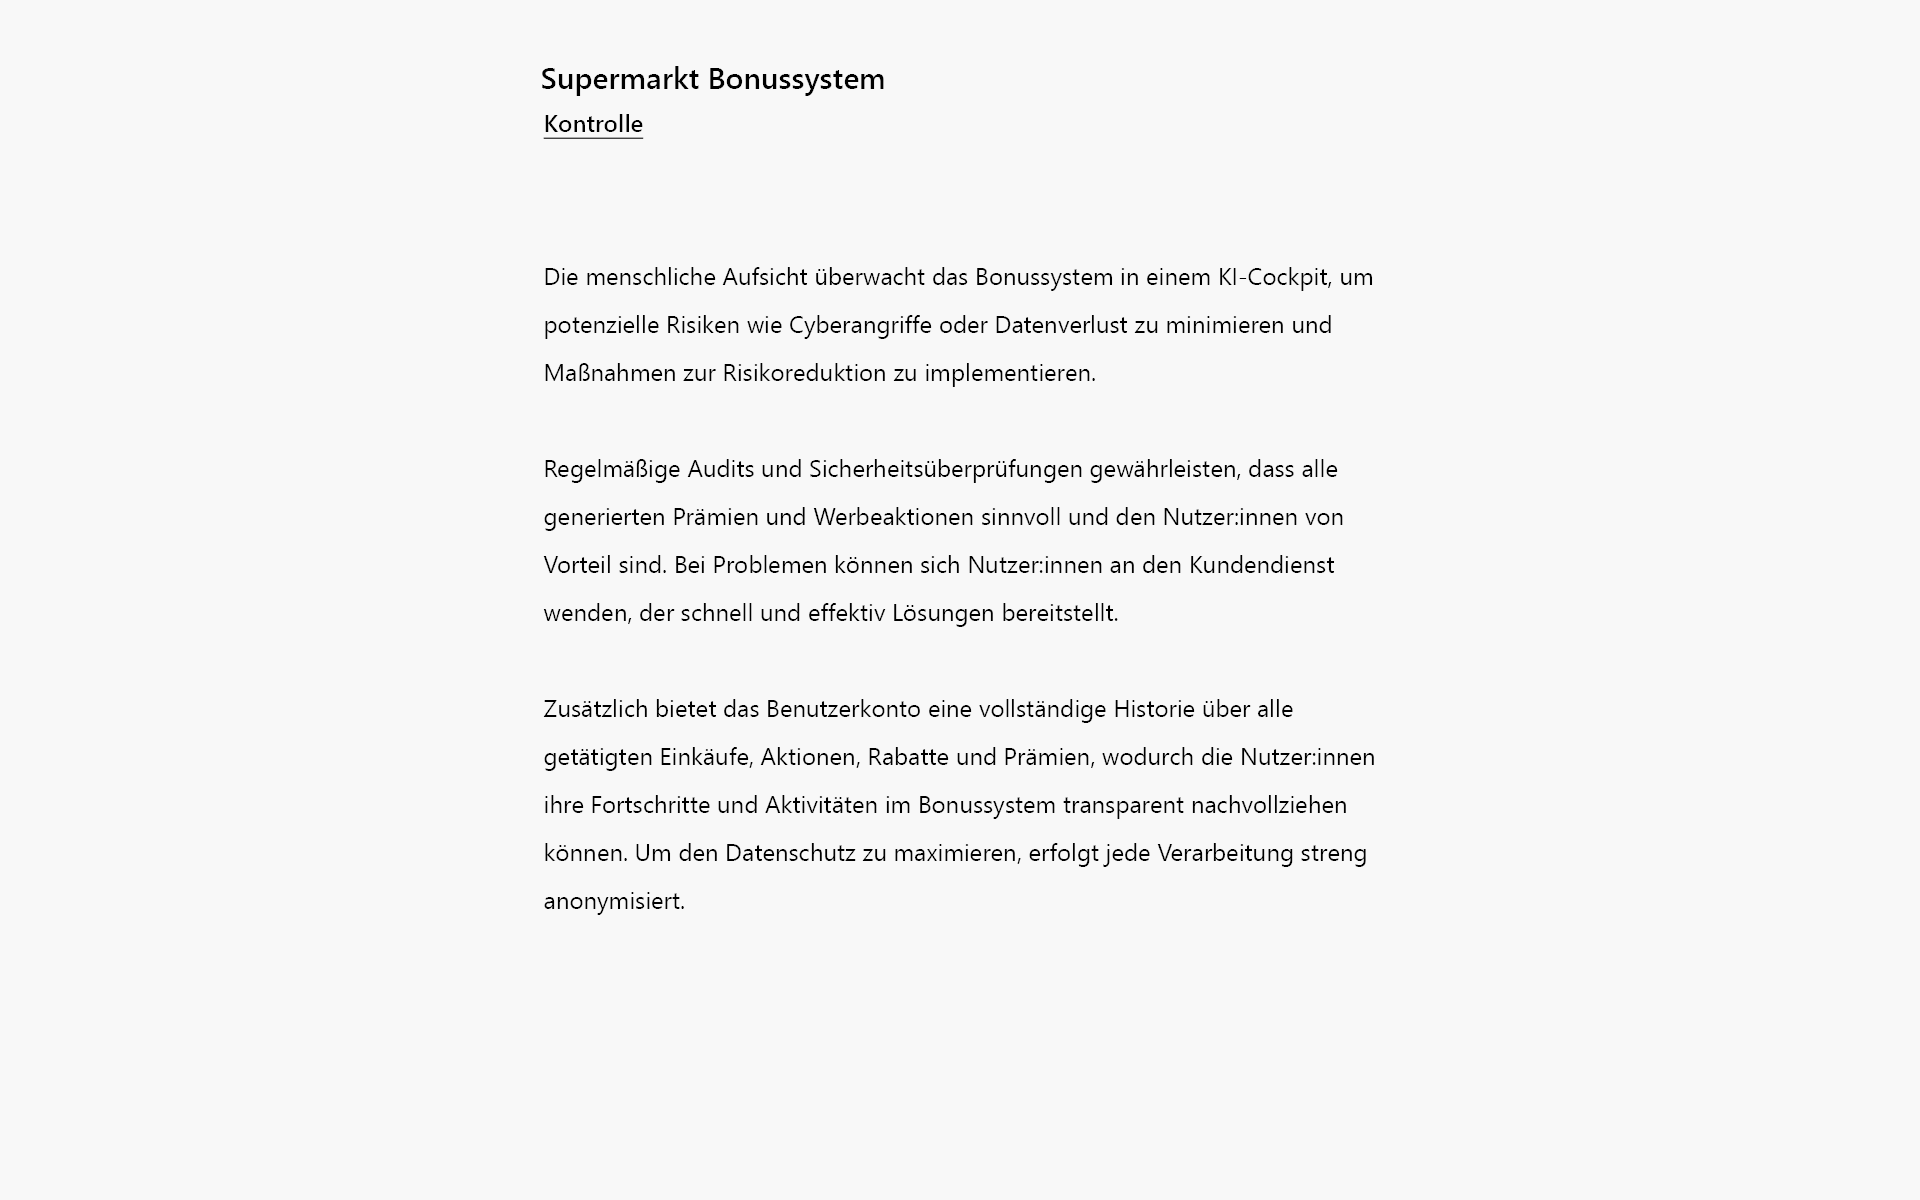 Supermarkt Bonussystem
Kontrolle
Die menschliche Aufsicht überwacht das Bonussystem in einem KI-Cockpit, um
potenzielle Risiken wie Cyberangriffe oder Datenverlust zu minimieren und
Maßnahmen zur Risikoreduktion zu implementieren.
Regelmäßige Audits und Sicherheitsüberprüfungen gewährleisten, dass alle
generierten Prämien und Werbeaktionen sinnvoll und den Nutzer:innen von
Vorteil sind. Bei Problemen können sich Nutzer:innen an den Kundendienst
wenden, der schnell und effektiv Lösungen bereitstellt.
Zusätzlich bietet das Benutzerkonto eine vollständige Historie über alle
getätigten Einkäufe, Aktionen, Rabatte und Prämien, wodurch die Nutzer:innen
ihre Fortschritte und Aktivitäten im Bonussystem transparent nachvollziehen
können. Um den Datenschutz zu maximieren, erfolgt jede Verarbeitung streng
anonymisiert.